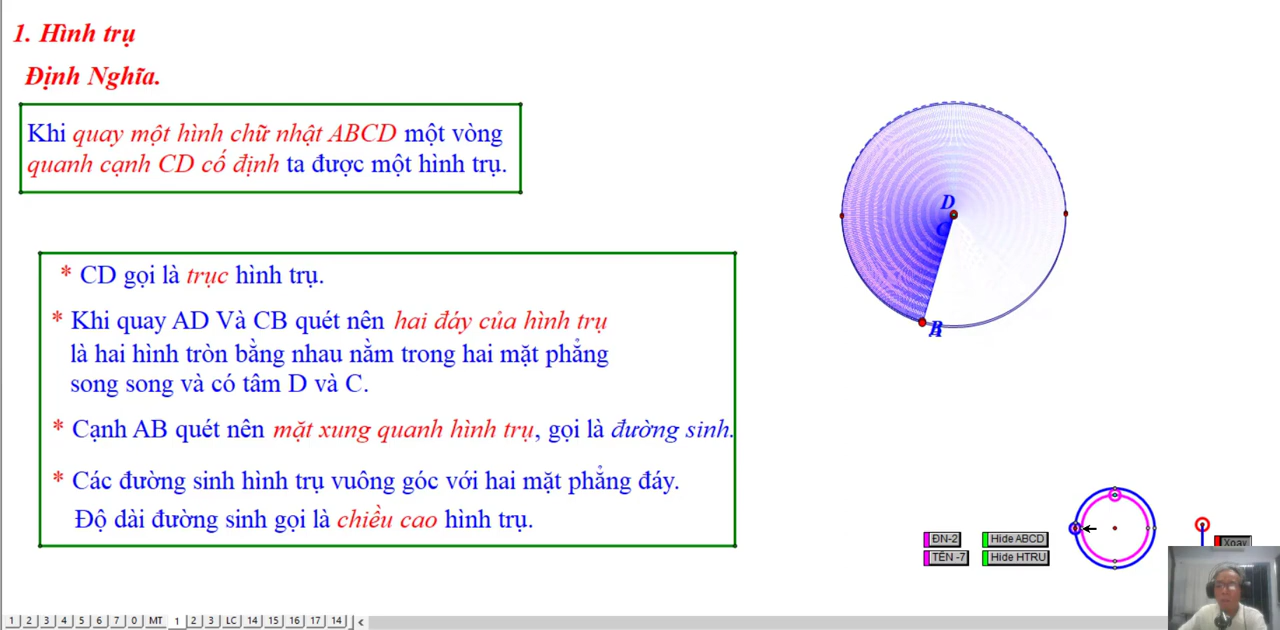 1. Hình trụ
Định Nghĩa.
Khi quay một hình chữ nhật ABCD một vòng
quanh cạnh CD cố định ta được một hình trụ.
* CD gọi là trục hình trụ.
* Khi quay AD Và CB quét nên hai đáy của hình trụ
là hai hình tròn bằng nhau nằm trong hai mặt phẳng
song song và có tâm D và C.
* Cạnh AB quét nên mặt xung quanh hình trụ, gọi là đường sinh.
* Các đường sinh hình trụ vuông góc với hai mặt phẳng đáy.
Độ dài đường sinh gọi là chiều cao hình trụ.
D
C
B
ĐN-2
Hide ABCD
TÊN -7
Hide HTRU
Xoay
1 2 3 4 5 6 7 0 MT 1 2 3 LC 14 15 16 17 14 <